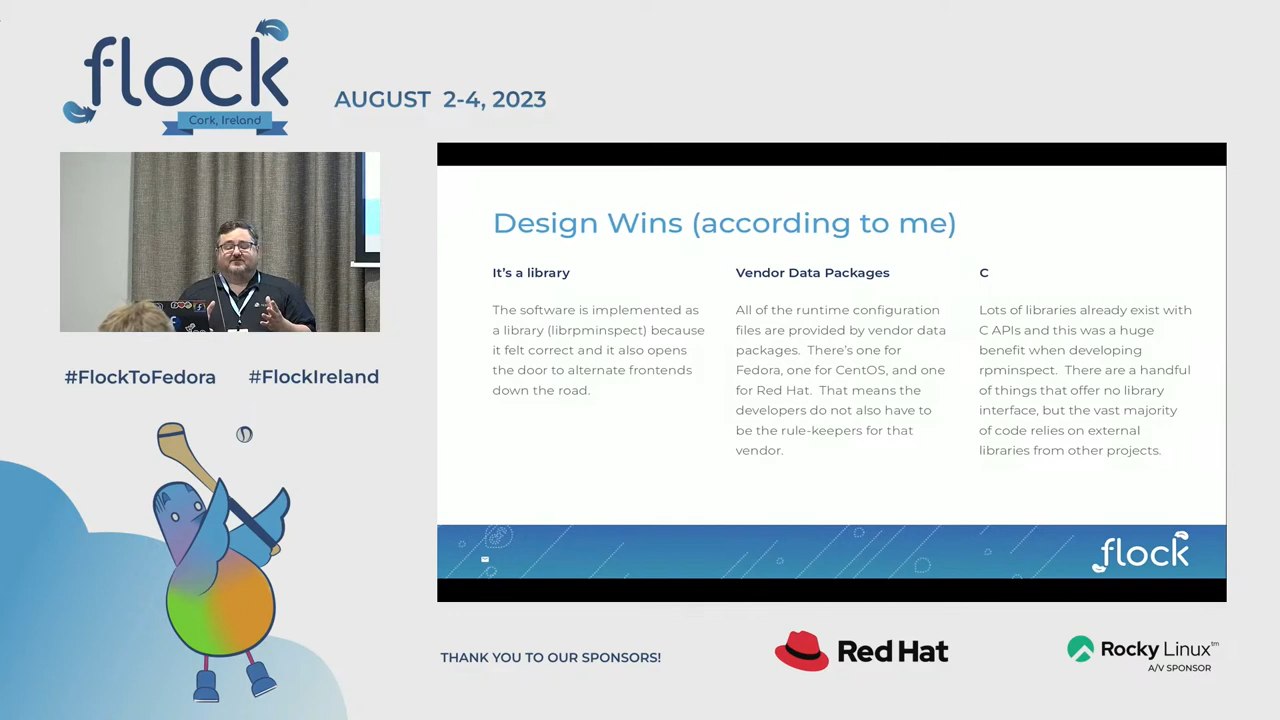 flock
Cork, Ireland
AUGUST 2-4, 2023
#FlockToFedora #FlockIreland
Design Wins (according to me)
It's a library
The software is implemented as
a library (librpminspect) because
it felt correct and it also opens
the door to alternate frontends
down the road.
Vendor Data Packages
All of the runtime configuration
files are provided by vendor data
packages. There's one for
Fedora, one for CentOS, and one
for Red Hat. That means the
developers do not also have to
be the rule-keepers for that
vendor.
C
Lots of libraries already exist with
C APIs and this was a huge
benefit when developing
rpminspect. There are a handful
of things that offer no library
interface, but the vast majority
of code relies on external
libraries from other projects.
flock
THANK YOU TO OUR SPONSORS!
Red Hat
Rocky Linux™
A/V SPONSOR